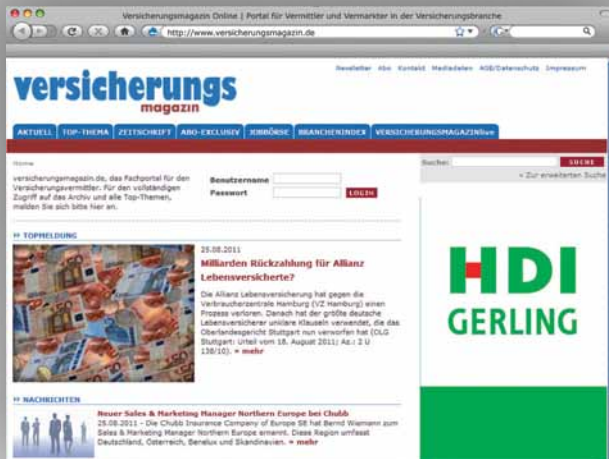 Versicherungsmagazin Online | Portal für Vermittler und Vermarkter in der Versicherungsbranche
http://www.versicherungsmagazin.de
Newsletter Abo Kontakt Mediadaten AGB/Datenschutz Impressum
versicherungs
magazin
AKTUELL TOP-THEMA ZEITSCHRIFT ABO-EXCLUSIV JOBBÖRSE BRANCHENINDEX VERSICHERUNGSMAGAZINlive
Home
versicherungsmagazin.de, das Fachportal für den
Versicherungsvermittler. Für den vollständigen
Zugriff auf das Archiv und alle Top-Themen,
melden Sie sich bitte hier an.
Benutzername
Passwort LOGIN
Suche: SUCHE
» Zur erweiterten Suche
» TOPMELDUNG
25.08.2011
Milliarden Rückzahlung für Allianz
Lebensversicherte?
Die Allianz Lebensversicherung hat gegen die
Verbraucherzentrale Hamburg (VZ Hamburg) einen
Prozess verloren. Danach hat der größte deutsche
Lebensversicherer unklare Klauseln verwendet, die das
Oberlandesgericht Stuttgart nun verworfen hat (OLG
Stuttgart: Urteil vom 18. August 2011; Az.: 2 U
138/10). » mehr
HDI
GERLING
» NACHRICHTEN
Neuer Sales & Marketing Manager Northern Europe bei Chubb
25.08.2011 - Die Chubb Insurance Company of Europe SE hat Bernd Wiemann zum
Sales & Marketing Manager Northern Europe ernannt. Diese Region umfasst
Deutschland, Österreich, Benelux und Skandinavien. » mehr